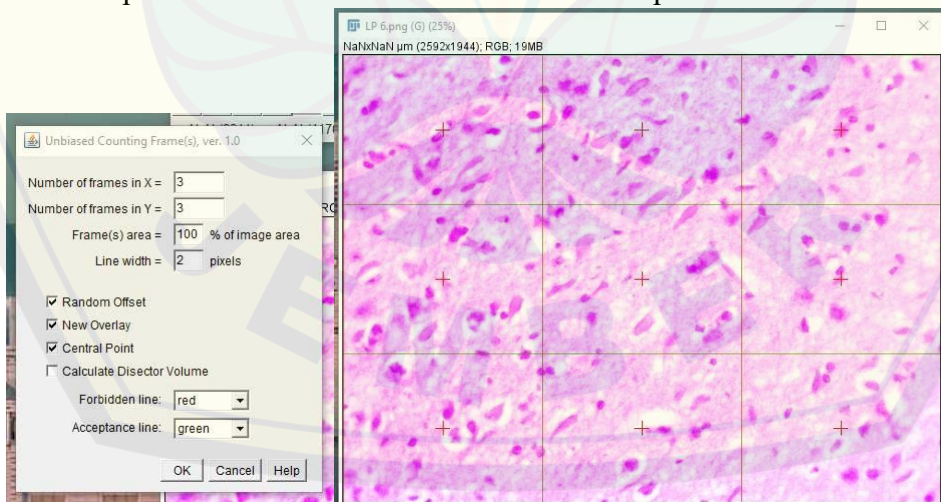 LP 6.png (G) (25%)
NaNxNaN µm (2592x1944); RGB; 19MB
Unbiased Counting Frame(s), ver. 1.0
Number of frames in X = 3
Number of frames in Y = 3
Frame(s) area = 100 % of image area
Line width = 2 pixels
Random Offset
New Overlay
Central Point
Calculate Disector Volume
Forbidden line: red
Acceptance line: green
OK Cancel Help